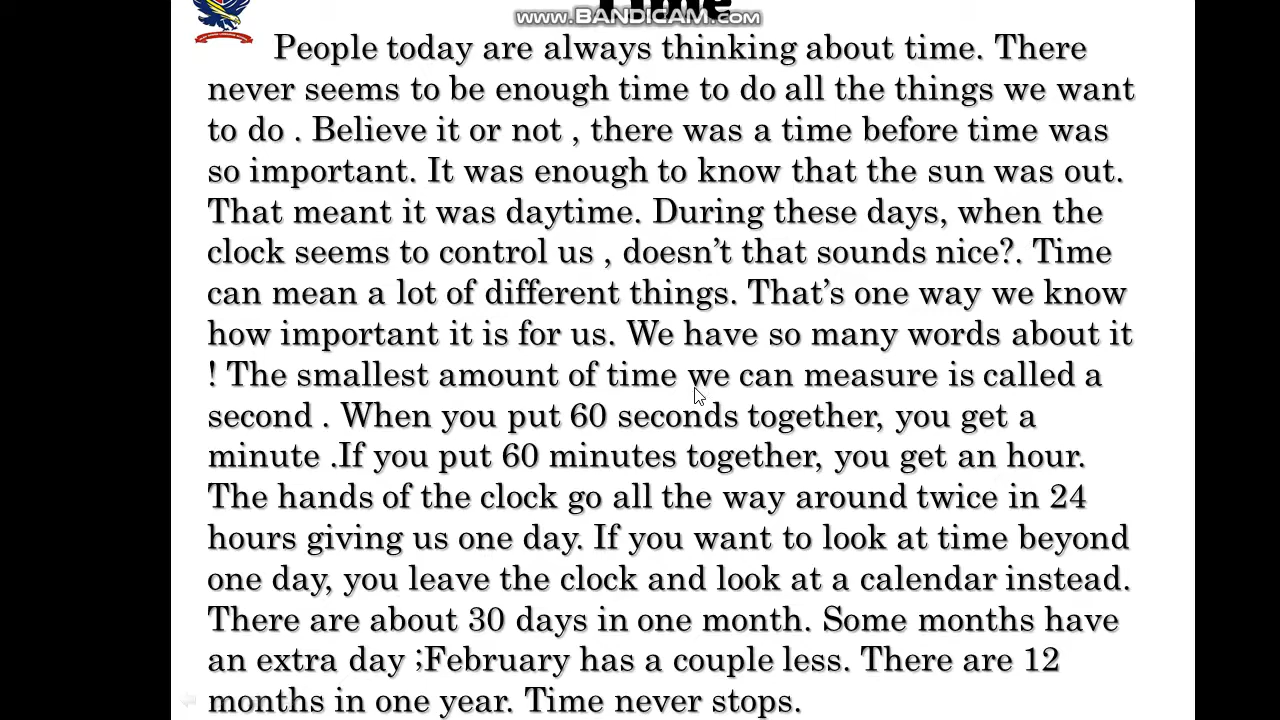 Time
www.BANDICAM.com
People today are always thinking about time. There
never seems to be enough time to do all the things we want
to do . Believe it or not , there was a time before time was
so important. It was enough to know that the sun was out.
That meant it was daytime. During these days, when the
clock seems to control us , doesn’t that sounds nice?. Time
can mean a lot of different things. That’s one way we know
how important it is for us. We have so many words about it
! The smallest amount of time we can measure is called a
second . When you put 60 seconds together, you get a
minute .If you put 60 minutes together, you get an hour.
The hands of the clock go all the way around twice in 24
hours giving us one day. If you want to look at time beyond
one day, you leave the clock and look at a calendar instead.
There are about 30 days in one month. Some months have
an extra day ;February has a couple less. There are 12
months in one year. Time never stops.